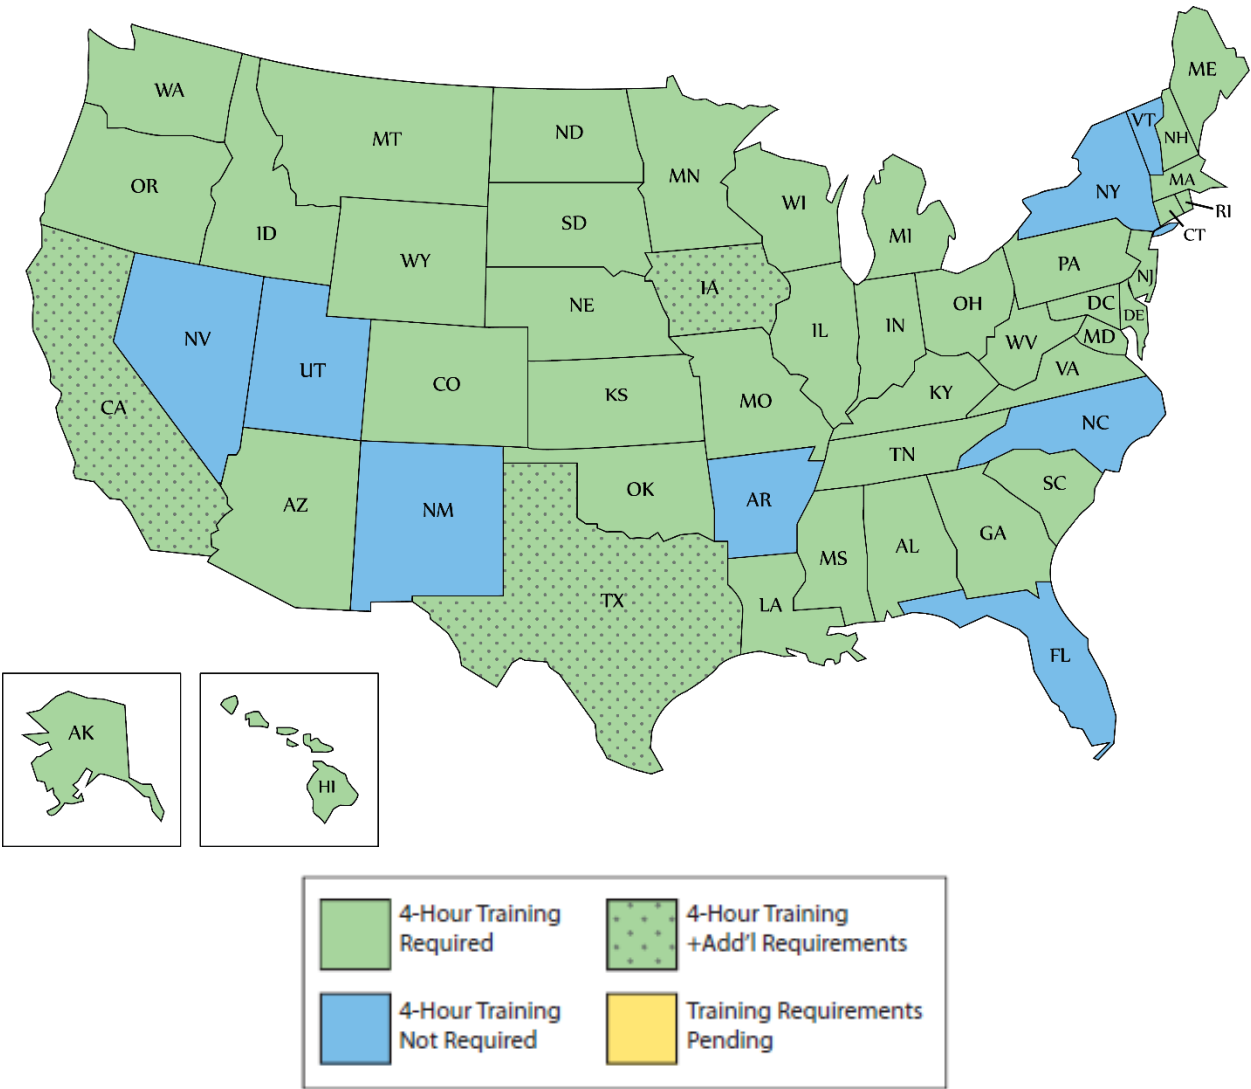 ME
WA
VT
ND
NH
MT
MN
MA
OR
NY
WI
RI
SD
ID
MI
CT
WY
PA
NJ
IA
NE
OH
DC
DE
IL
IN
NV
WV
MD
UT
VA
CO
KY
KS
MO
CA
NC
TN
OK
SC
AZ
AR
NM
GA
AL
MS
TX
LA
FL
AK
HI
4-Hour Training
Required
4-Hour Training
+Add'l Requirements
4-Hour Training
Not Required
Training Requirements
Pending